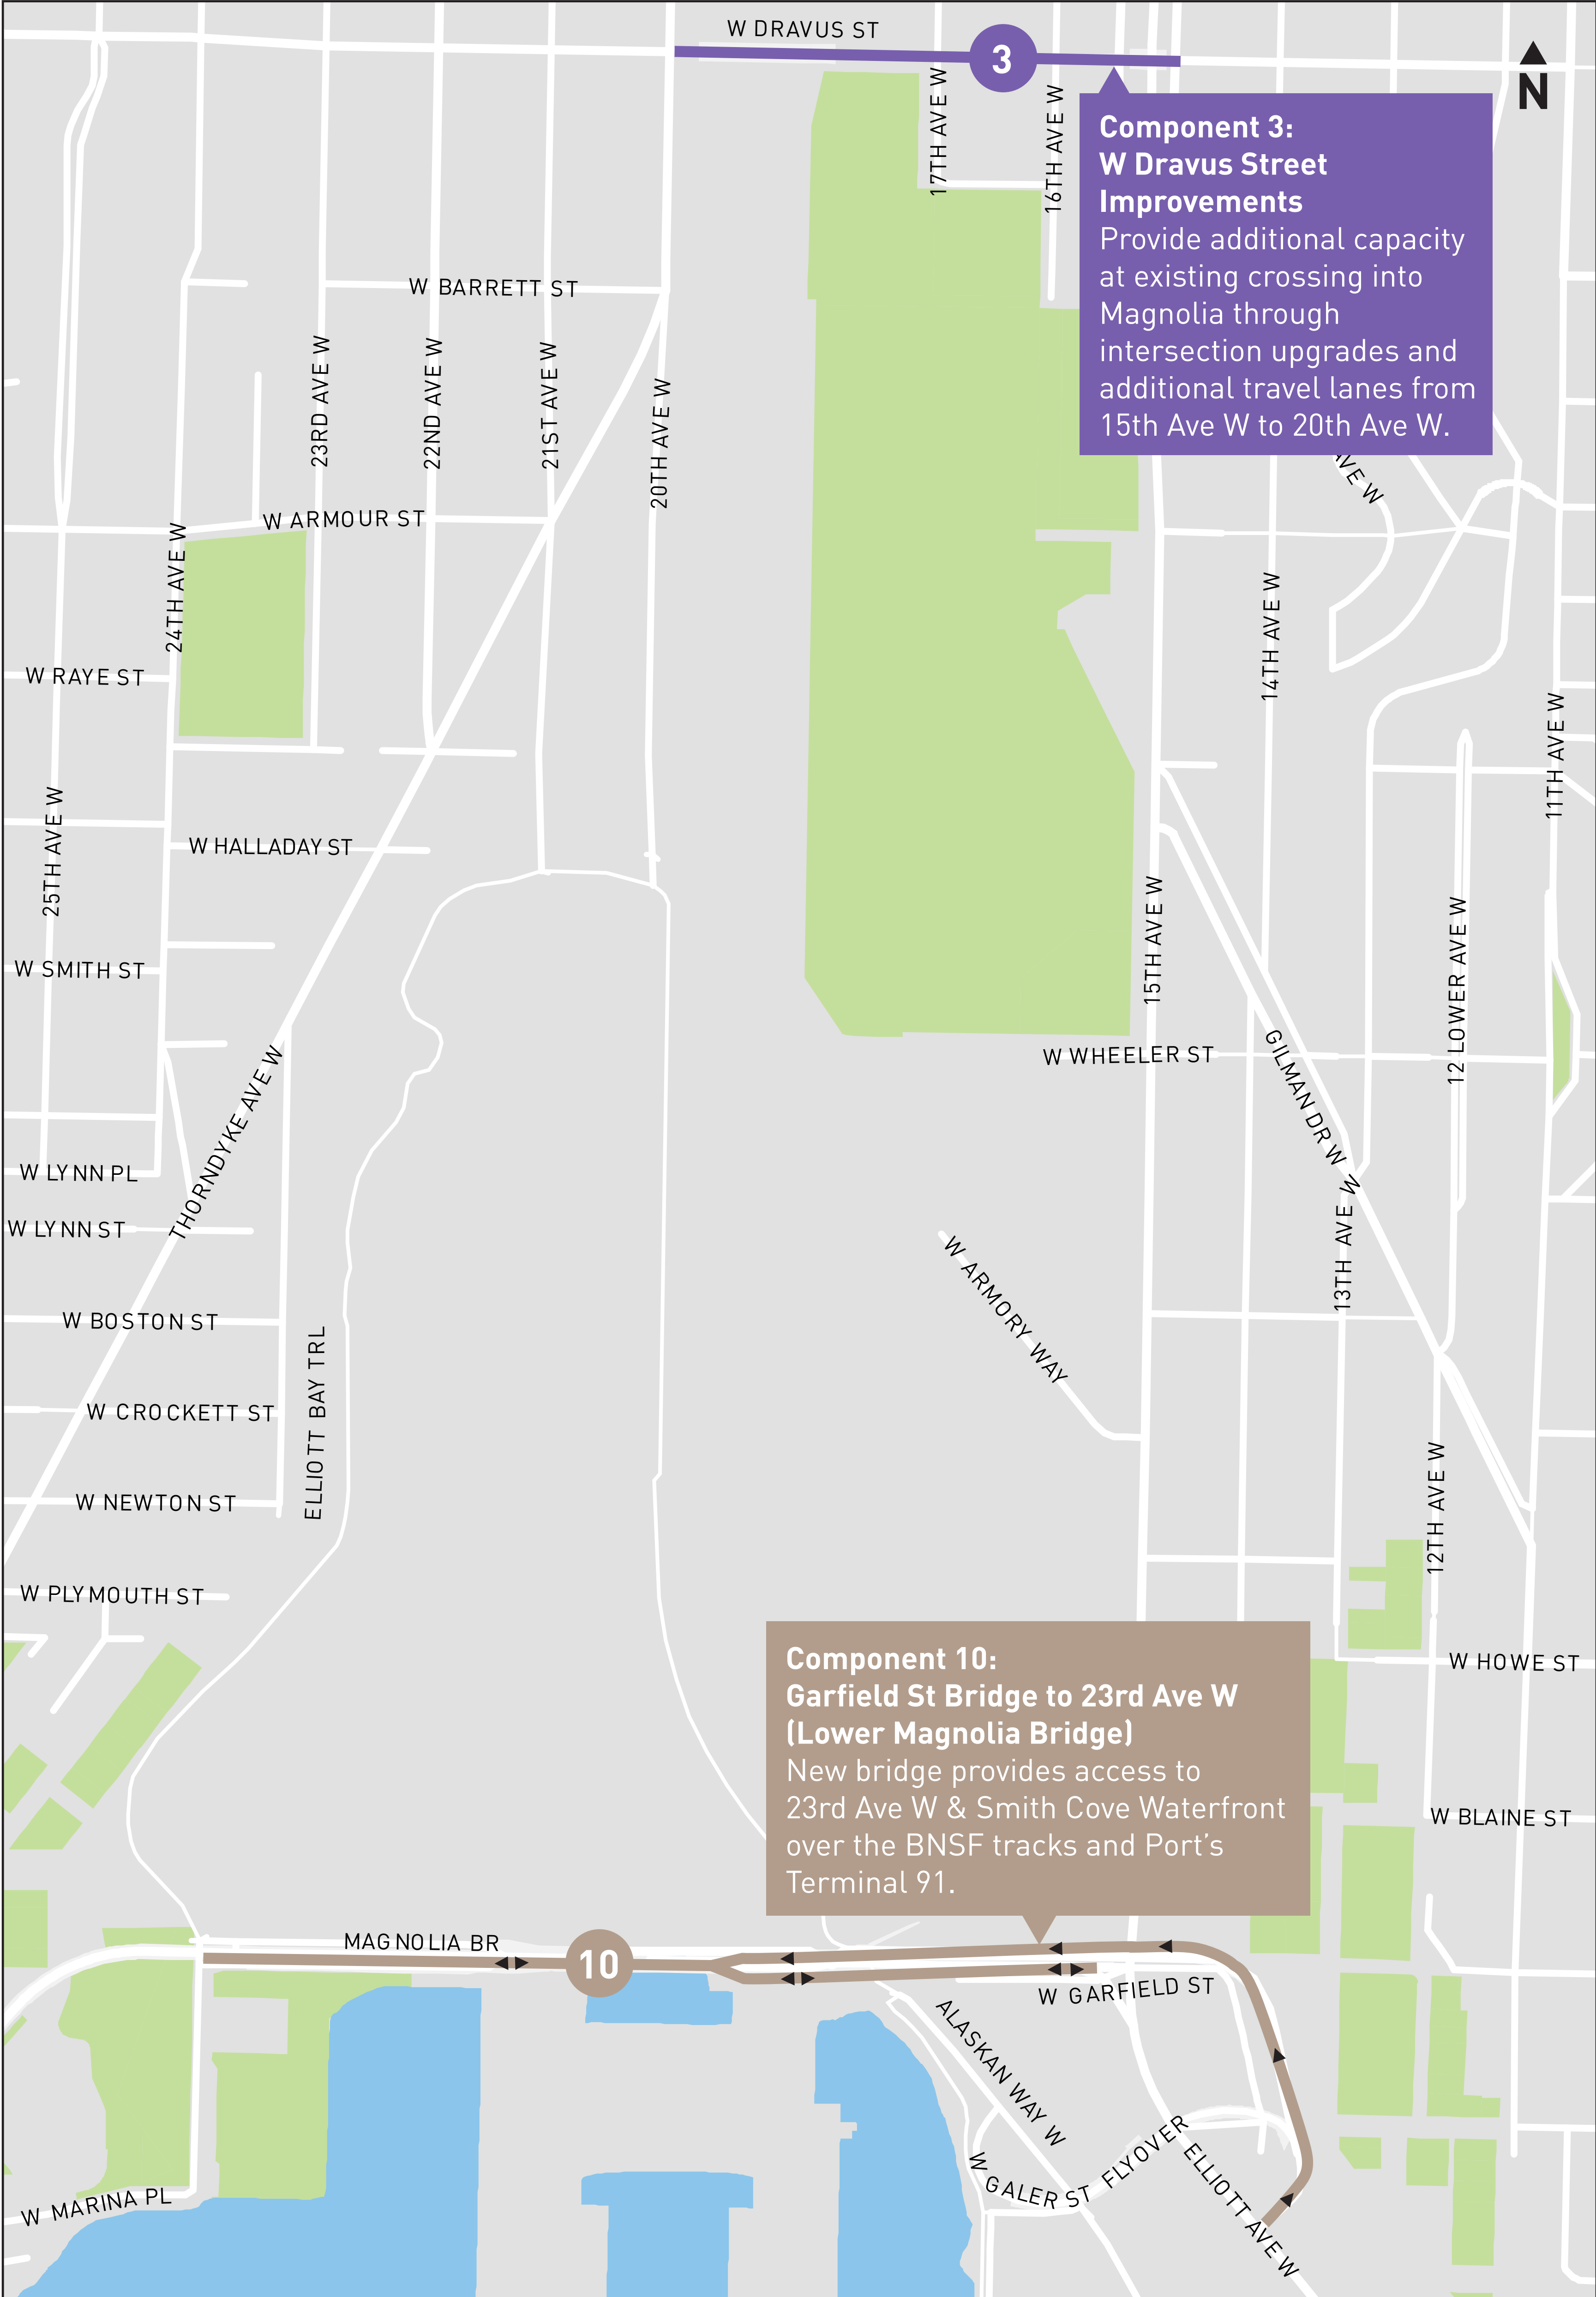 W DRAVUS ST
3
N
17TH AVE W
16TH AVE W
Component 3:
W Dravus Street
Improvements
Provide additional capacity
at existing crossing into
Magnolia through
intersection upgrades and
additional travel lanes from
15th Ave W to 20th Ave W.
W BARRETT ST
23RD AVE W
22ND AVE W
21ST AVE W
20TH AVE W
AVE W
W ARMOUR ST
24TH AVE W
14TH AVE W
W RAYE ST
11TH AVE W
25TH AVE W
W HALLADAY ST
15TH AVE W
12 LOWER AVE W
W SMITH ST
W WHEELER ST
GILMAN DR W
THORNDYKE AVE W
W LYNN PL
W
13TH AVE W
W LYNN ST
W ARMORY WAY
W BOSTON ST
ELLIOTT BAY TRL
W CROCKETT ST
12TH AVE W
W NEWTON ST
W PLYMOUTH ST
Component 10:
Garfield St Bridge to 23rd Ave W
(Lower Magnolia Bridge)
New bridge provides access to
23rd Ave W & Smith Cove Waterfront
over the BNSF tracks and Port's
Terminal 91.
W HOWE ST
W BLAINE ST
MAGNOLIA BR
10
W GARFIELD ST
ALASKAN WAY W
W GALER ST FLYOVER
ELLIOTT AVE W
W MARINA PL